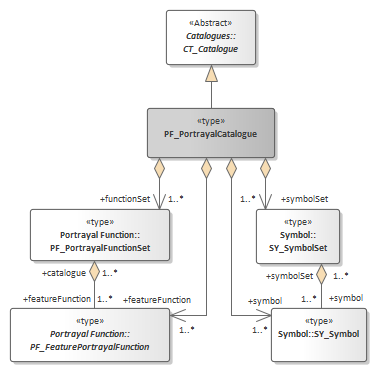 «Abstract»
Catalogues::
CT_Catalogue
«type»
PF_PortrayalCatalogue
+functionSet 1..*
1..* +symbolSet
«type»
Portrayal Function::
PF_PortrayalFunctionSet
«type»
Symbol::
SY_SymbolSet
+catalogue 1..*
+symbolSet 1..*
+featureFunction 1..*
+featureFunction
1..*
+symbol
1..*
1..* +symbol
«type»
Portrayal Function::
PF_FeaturePortrayalFunction
«type»
Symbol::SY_Symbol